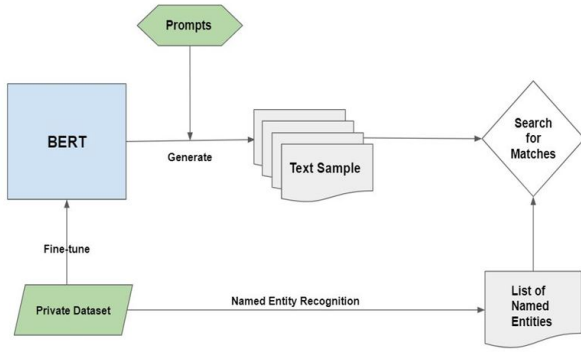 Prompts
BERT
Generate
Text Sample
Search
for
Matches
Fine-tune
Private Dataset
Named Entity Recognition
List of
Named
Entities